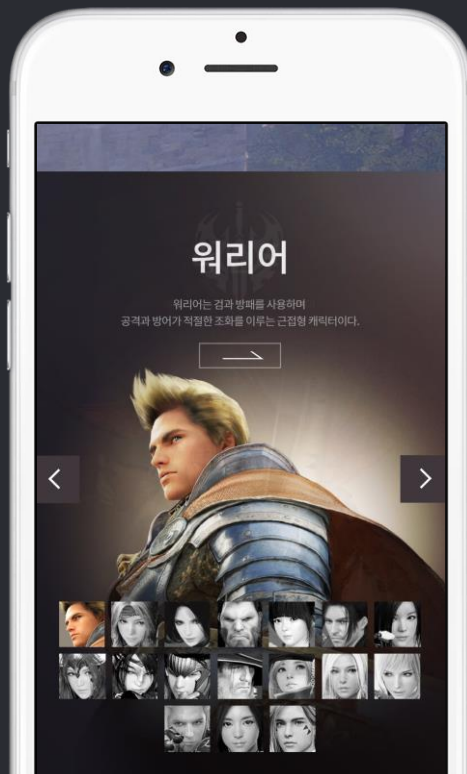 워리어
워리어는 검과 방패를 사용하며
공격과 방어가 적절한 조화를 이루는 근접형 캐릭터이다.